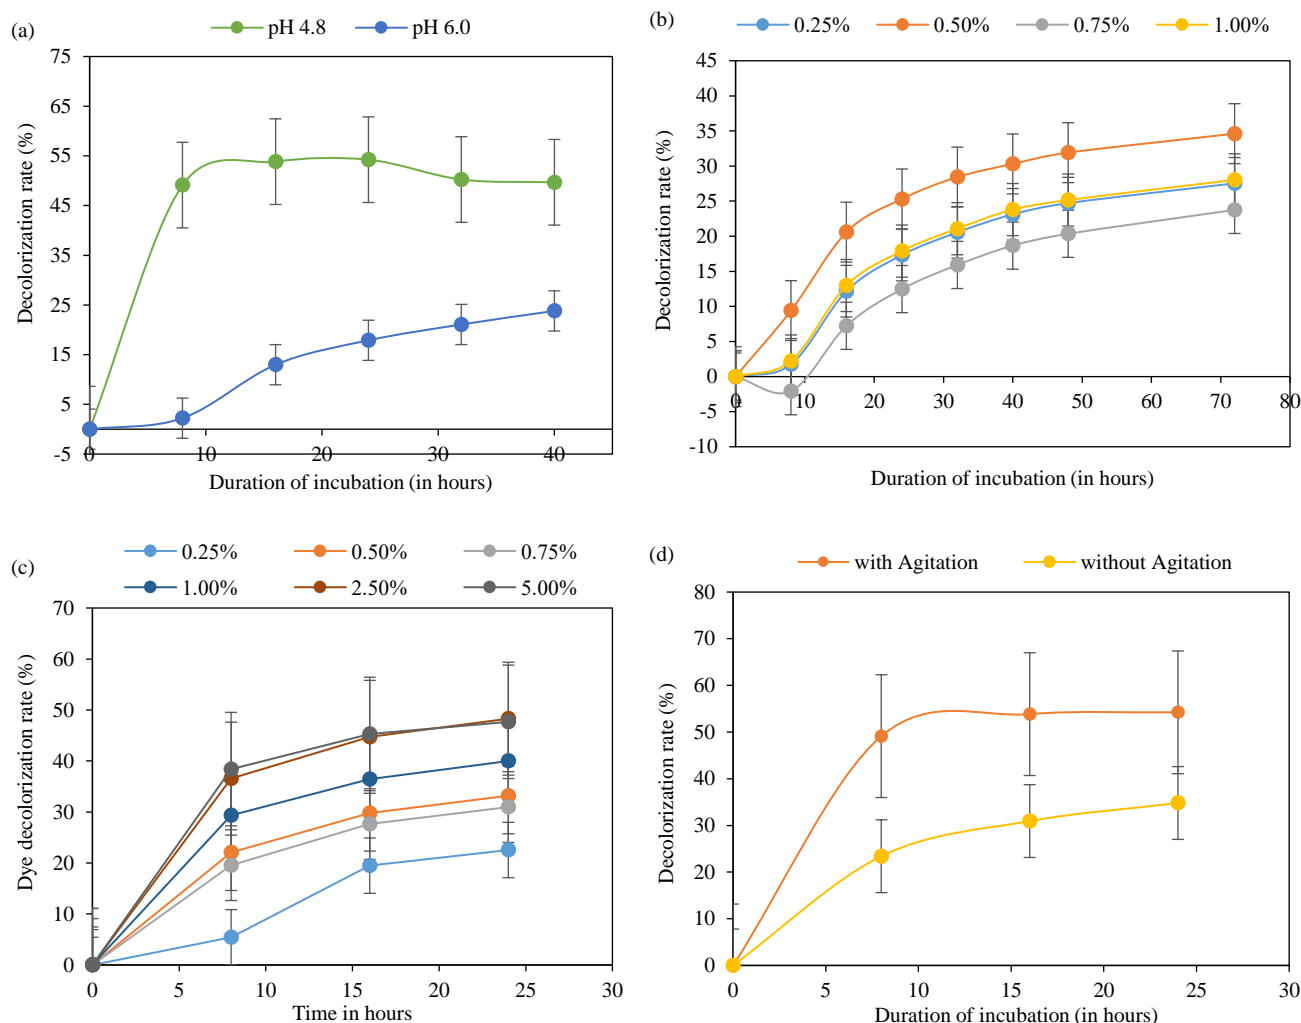 (a)
pH 4.8 pH 6.0
75
65
55
45
35
25
15
5
-5
0 10 20 30 40
Decolorization rate (%)
Duration of incubation (in hours)
(b)
0.25% 0.50% 0.75% 1.00%
45
40
35
30
25
20
15
10
5
0
-5
-10
0 10 20 30 40 50 60 70 80
Decolorization rate (%)
Duration of incubation (in hours)
(c)
0.25% 0.50% 0.75%
1.00% 2.50% 5.00%
70
60
50
40
30
20
10
0
0 5 10 15 20 25 30
Dye decolorization rate (%)
Time in hours
(d)
with Agitation without Agitation
80
70
60
50
40
30
20
10
0
0 5 10 15 20 25 30
Decolorization rate (%)
Duration of incubation (in hours)